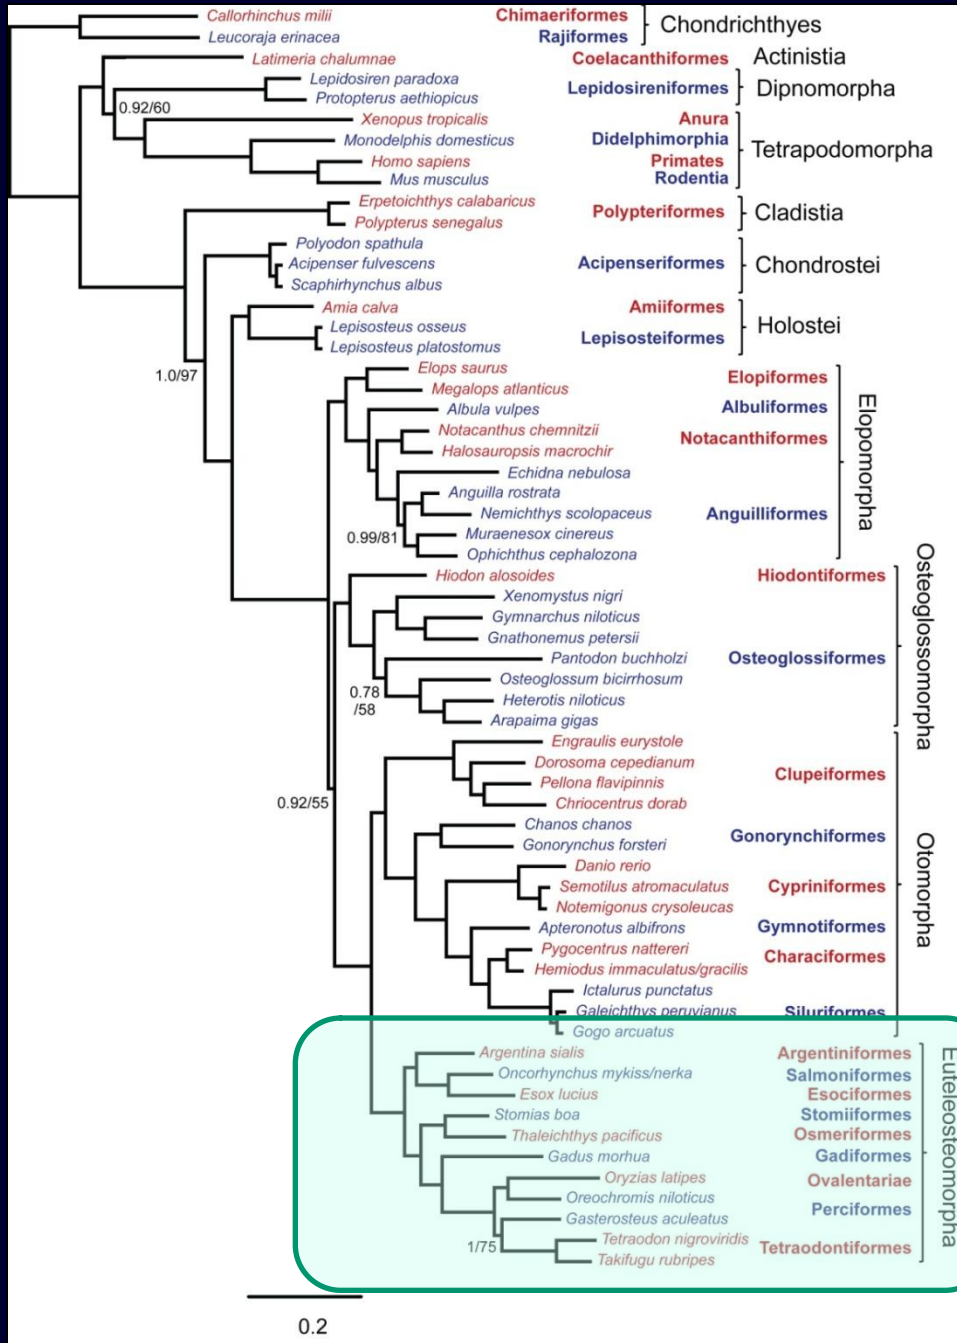 Callorhinchus milii Chimaeriformes
Leucoraja erinacea Rajiformes Chondrichthyes
Latimeria chalumnae Coelacanthiformes Actinistia
Lepidosiren paradoxa Lepidosireniformes Dipnomorpha
Protopterus aethiopicus
0.92/60
Xenopus tropicalis Anura
Monodelphis domesticus Didelphimorphia Tetrapodomorpha
Homo sapiens Primates
Mus musculus Rodentia
Erpetoichthys calabaricus Polypteriformes Cladistia
Polypterus senegalus
Polyodon spathula
Acipenser fulvescens Acipenseriformes Chondrostei
Scaphirhynchus albus
Amia calva Amiiformes Holostei
Lepisosteus osseus Lepisosteiformes
Lepisosteus platostomus
1.0/97
Elops saurus Elopiformes
Megalops atlanticus
Albula vulpes Albuliformes
Notacanthus chemnitzii Notacanthiformes
Halosauropsis macrochir
Echidna nebulosa
Anguilla rostrata
Nemichthys scolopaceus Anguilliformes
Muraenesox cinereus
0.99/81
Ophichthus cephalozona
Elopomorpha
Hiodon alosoides Hiodontiformes
Xenomystus nigri
Gymnarchus niloticus
Gnathonemus petersii
Pantodon buchholzi Osteoglossiformes
Osteoglossum bicirrhosum
0.78
/58
Heterotis niloticus
Arapaima gigas
Osteoglossomorpha
Engraulis eurystole
Dorosoma cepedianum Clupeiformes
Pellona flavipinnis
Chriocentrus dorab
0.92/55
Chanos chanos Gonorynchiformes
Gonorynchus forsteri
Danio rerio
Semotilus atromaculatus Cypriniformes
Notemigonus crysoleucas
Apteronotus albifrons Gymnotiformes
Pygocentrus nattereri Characiformes
Hemiodus immaculatus/gracilis
Ictalurus punctatus
Galeichthys peruvianus Siluriformes
Gogo arcuatus
Otomorpha
Argentina sialis Argentiniformes
Oncorhynchus mykiss/nerka Salmoniformes
Esox lucius Esociformes
Stomias boa Stomiiformes
Thaleichthys pacificus Osmeriformes
Gadus morhua Gadiformes
Oryzias latipes Ovalentariae
Oreochromis niloticus Perciformes
Gasterosteus aculeatus
1/75
Tetraodon nigroviridis Tetraodontiformes
Takifugu rubripes
Euteleosteomorpha
0.2